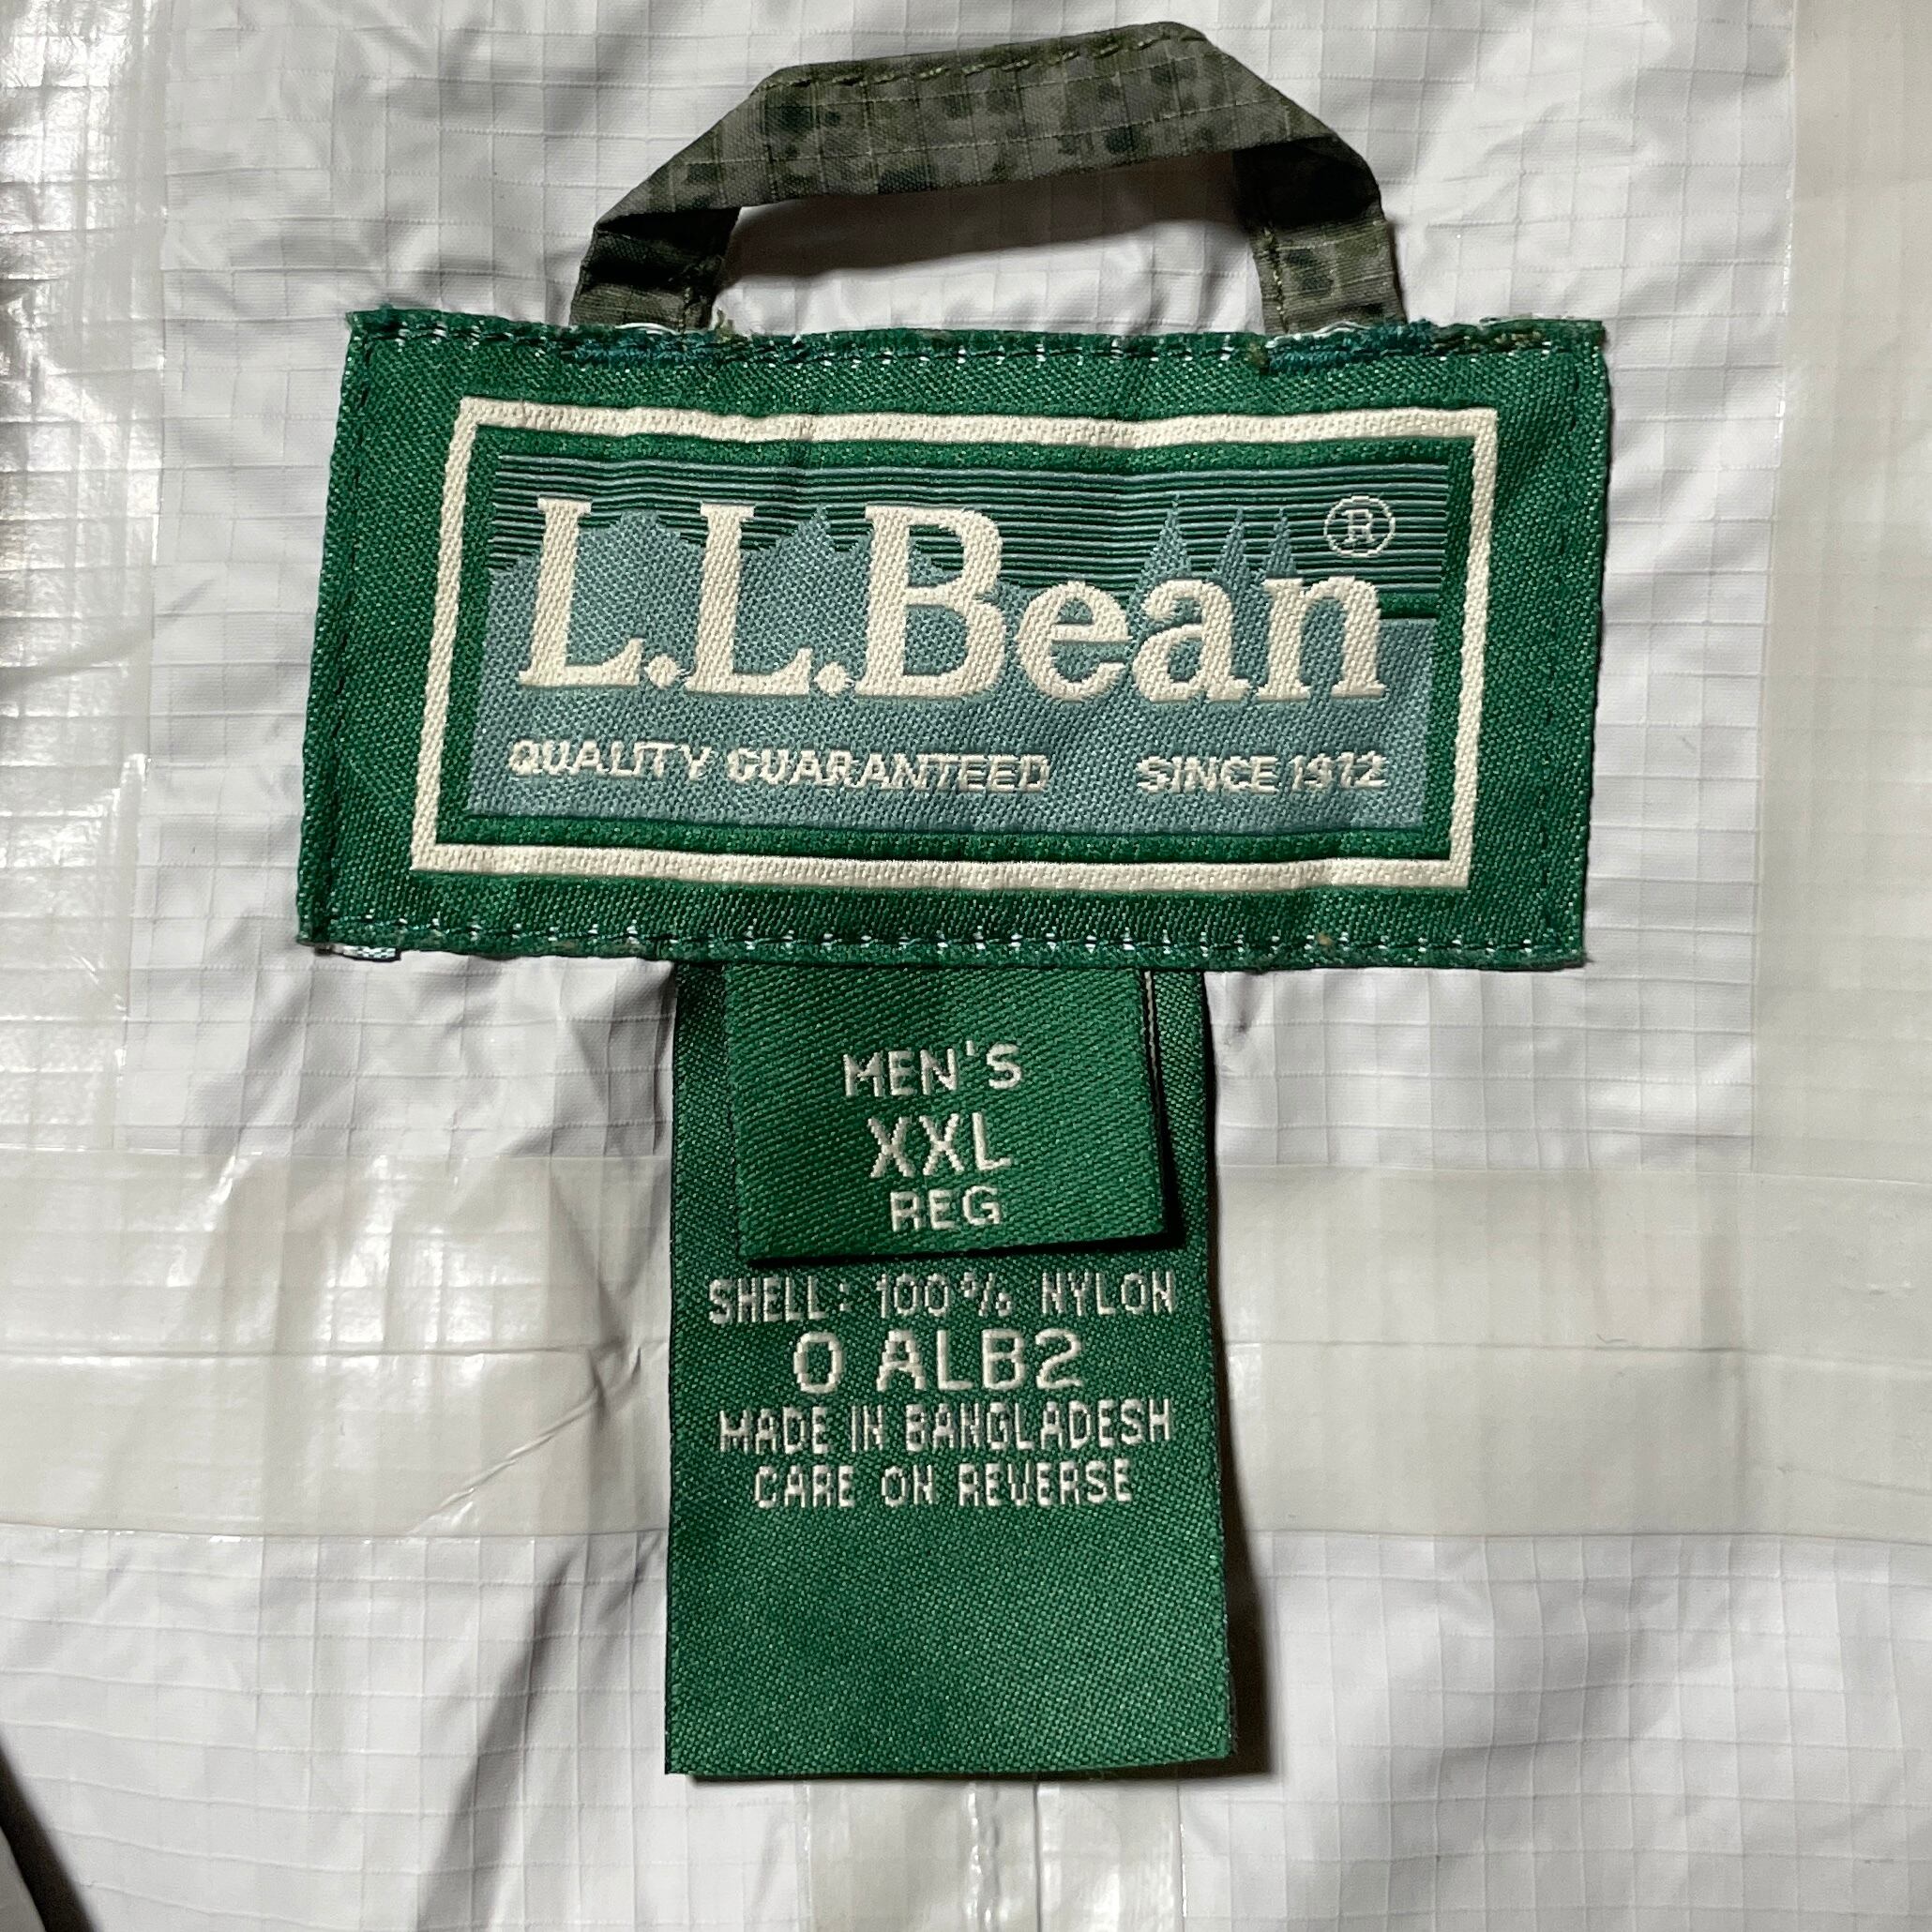 L.L.Bean®
QUALITY GUARANTEED SINCE 1912
MEN'S
XXL
REG
SHELL: 100% NYLON
0 ALB2
MADE IN BANGLADESH
CARE ON REVERSE